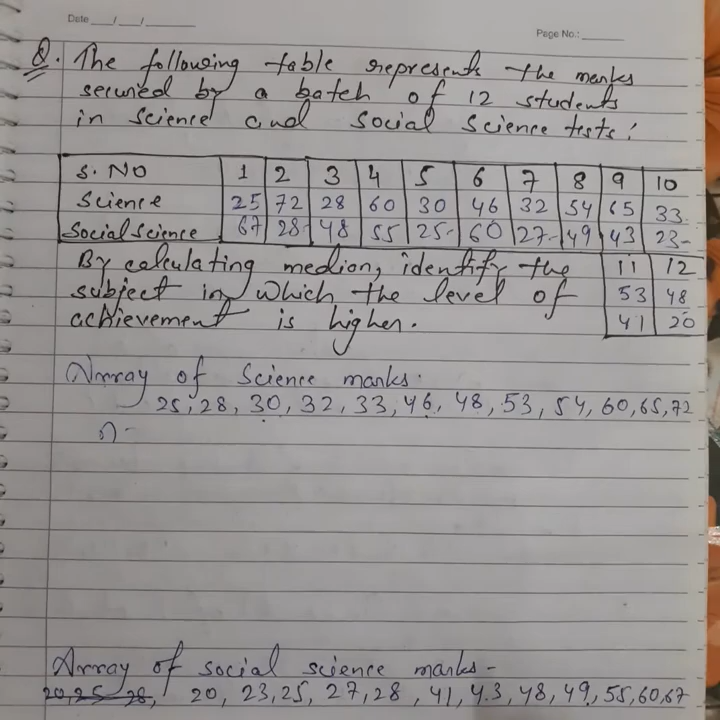 Date ___/___/___
Page No.: ______
Q. The following table represents the marks
secured by a batch of 12 students
in science and social science tests:
S. NO 1 2 3 4 5 6 7 8 9 10
Science 25 72 28 60 30 46 32 54 65 33
Social science 67 28 48 55 25 60 27 49 43 23
By calculating median, identify the 11 12
subject in which the level of 53 48
achievement is higher. 41 20
Array of Science marks.
25, 28, 30, 32, 33, 46, 48, 53, 54, 60, 65, 72
n=
Array of social science marks -
20, 25, 28, 20, 23, 25, 27, 28, 41, 43, 48, 49, 55, 60, 67